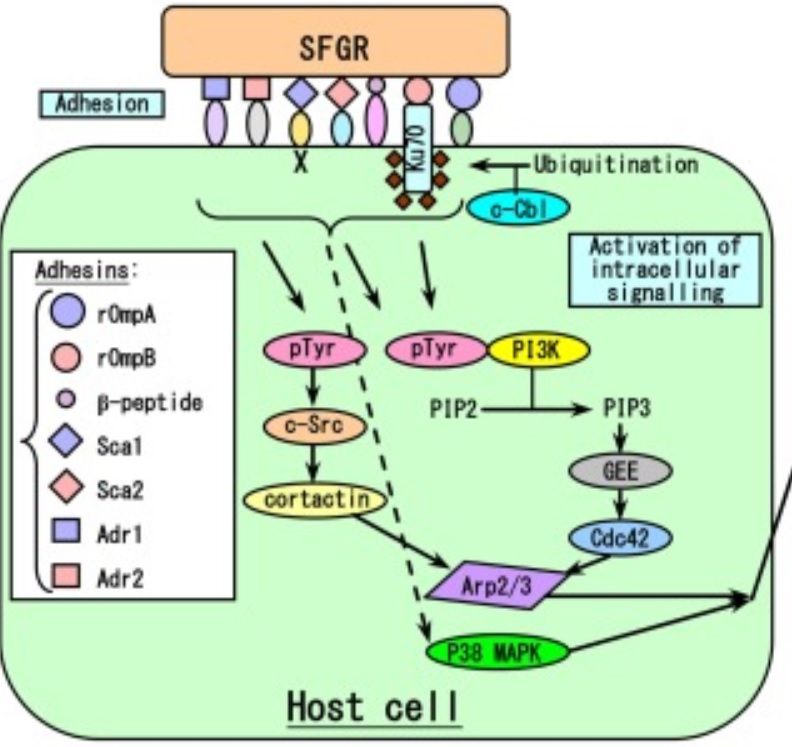 SFGR
Adhesion
Ku70
X
Ubiquitination
c-Cbl
Activation of
intracellular
signalling
Adhesins:
rOmpA
rOmpB
β-peptide
Sca1
Sca2
Adr1
Adr2
pTyr
pTyr
PI3K
PIP2
PIP3
c-Src
GEE
cortactin
Cdc42
Arp2/3
P38 MAPK
Host cell